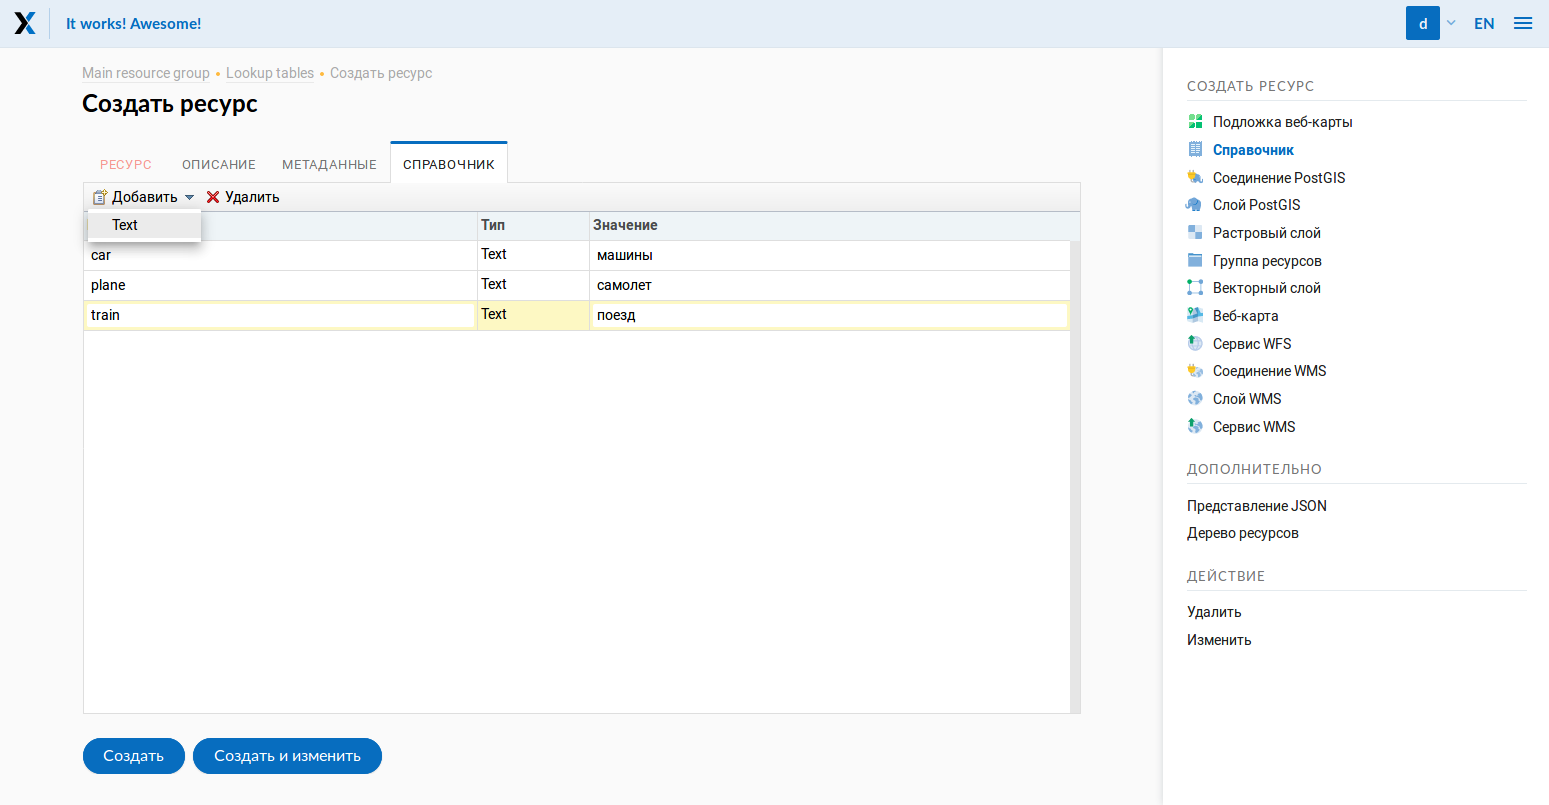 It works! Awesome!
d
EN
Main resource group • Lookup tables • Создать ресурс
Создать ресурс
РЕСУРС ОПИСАНИЕ МЕТАДАННЫЕ СПРАВОЧНИК
Добавить Удалить
Text
Тип Значение
car Text машины
plane Text самолет
train Text поезд
Создать Создать и изменить
СОЗДАТЬ РЕСУРС
Подложка веб-карты
Справочник
Соединение PostGIS
Слой PostGIS
Растровый слой
Группа ресурсов
Векторный слой
Веб-карта
Сервис WFS
Соединение WMS
Слой WMS
Сервис WMS
ДОПОЛНИТЕЛЬНО
Представление JSON
Дерево ресурсов
ДЕЙСТВИЕ
Удалить
Изменить